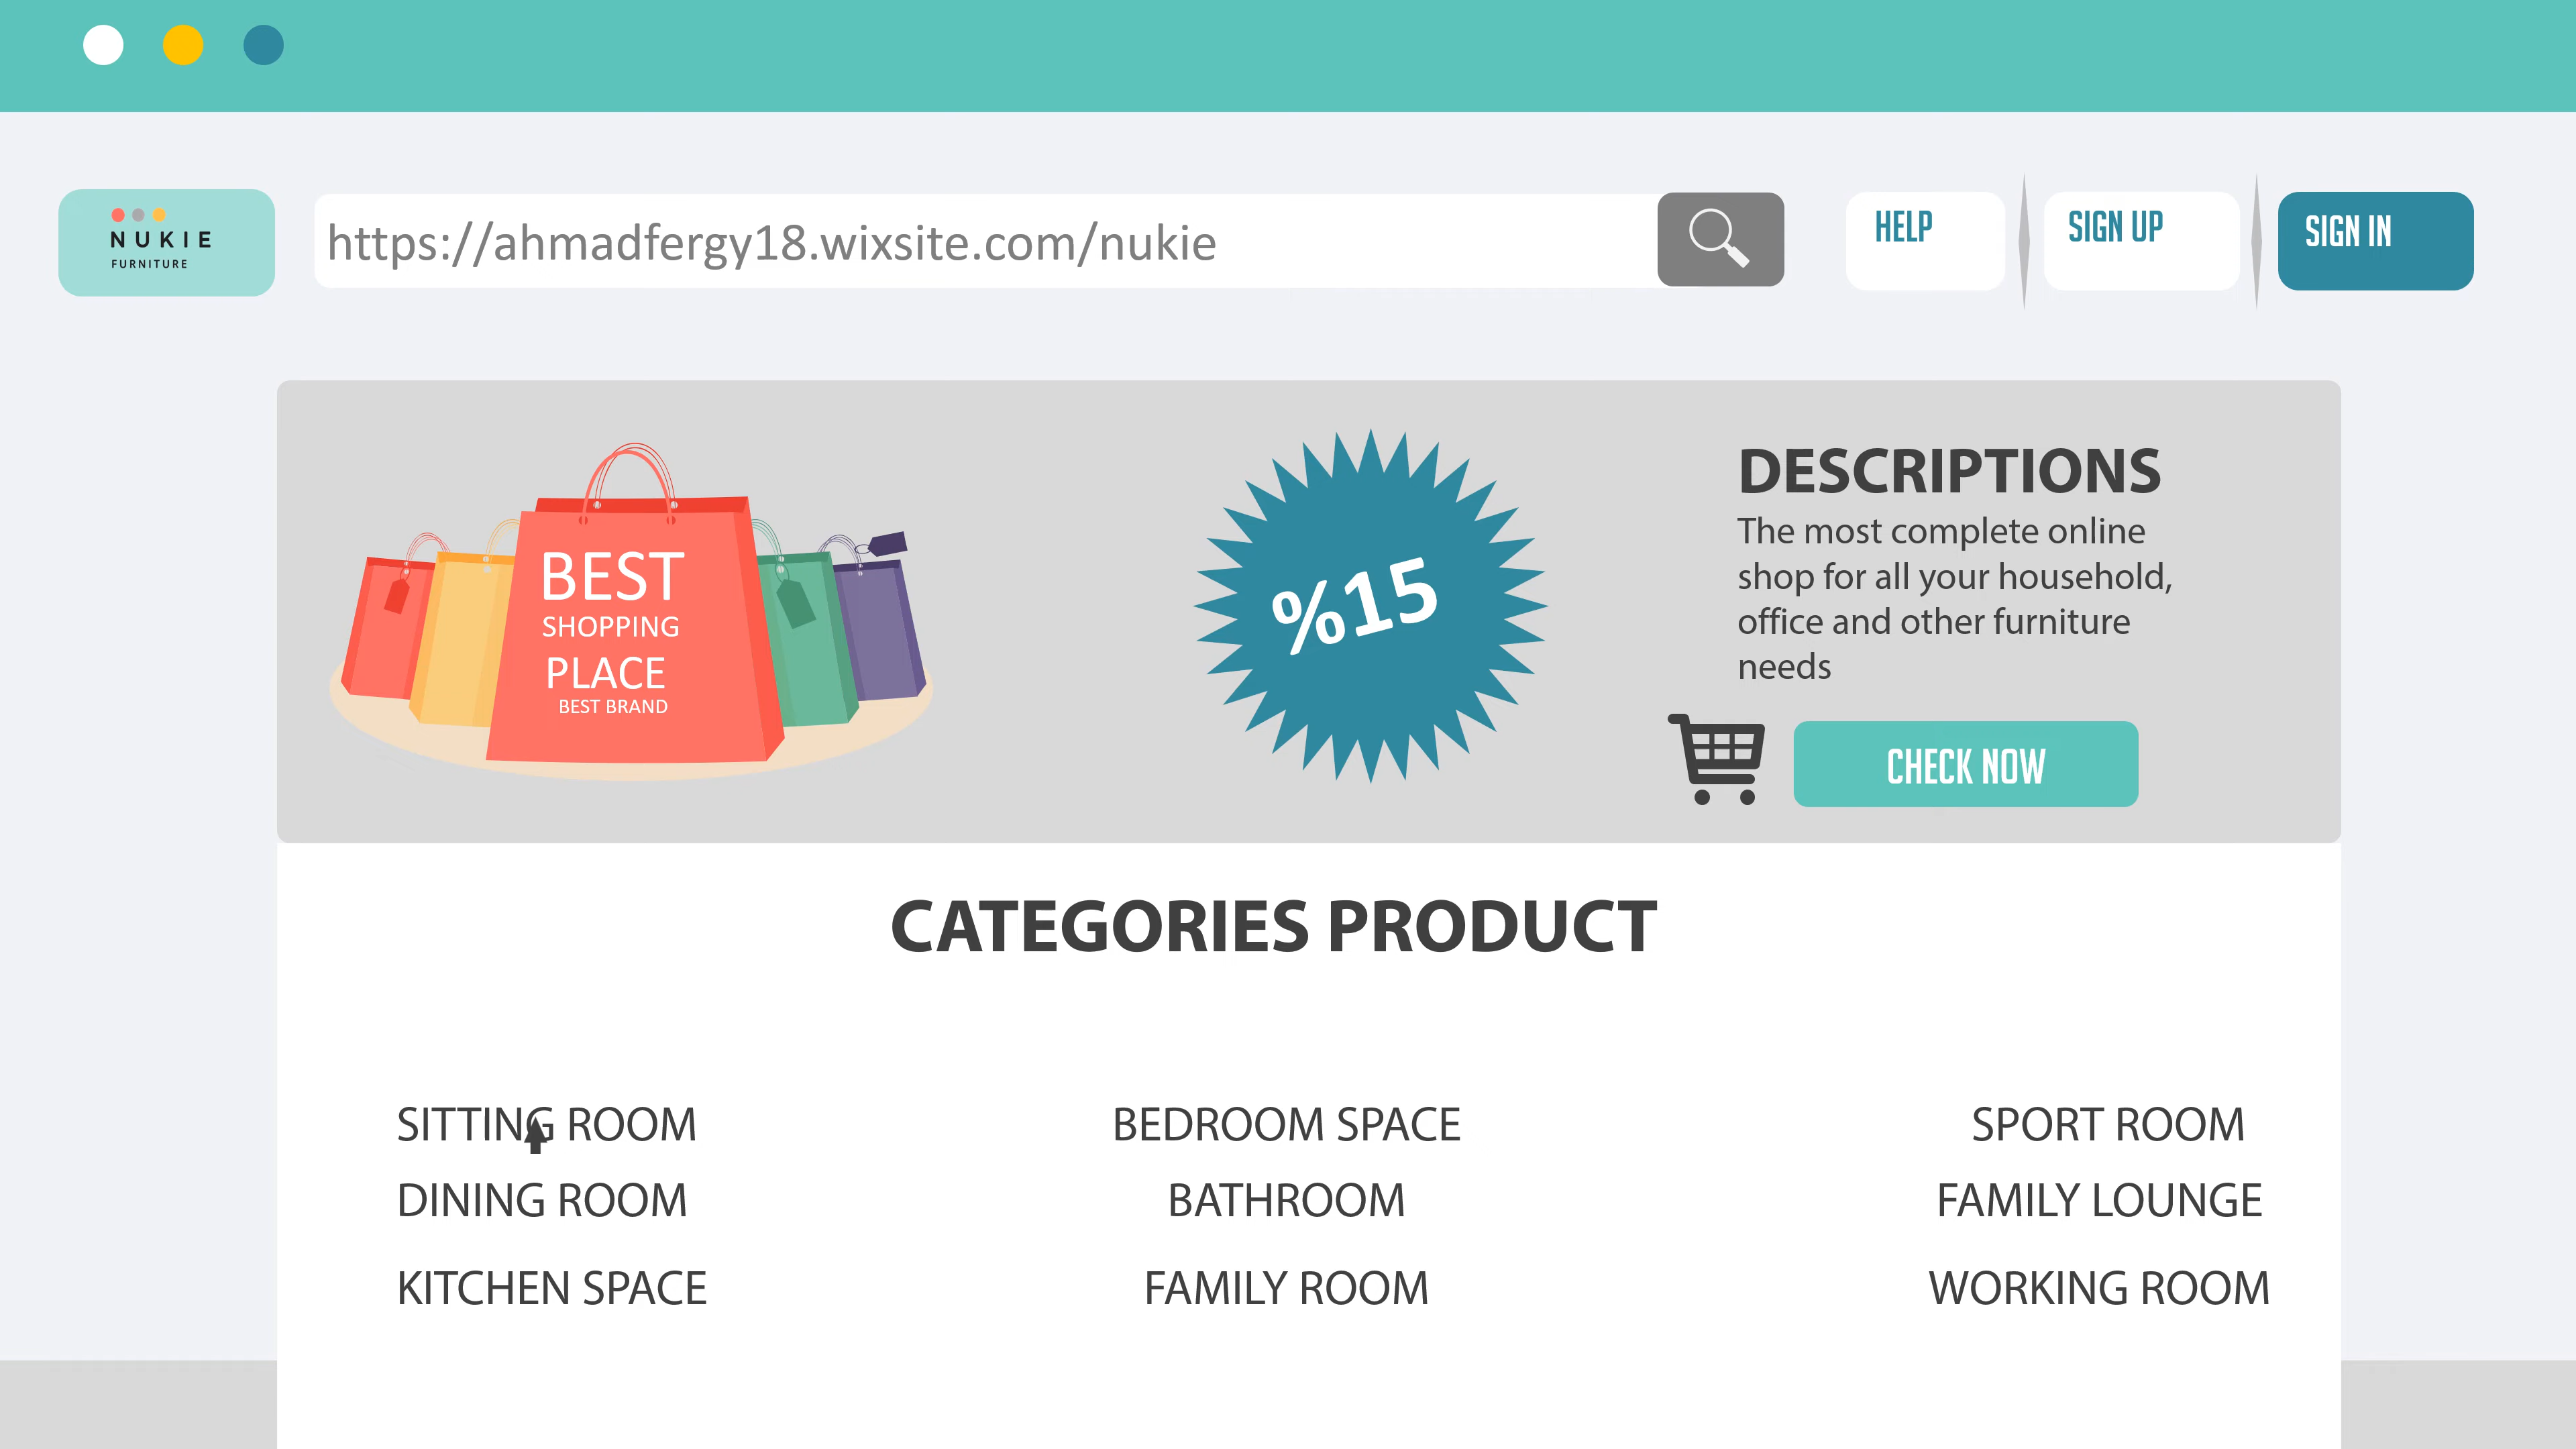 NUKIE
FURNITURE
https://ahmadfergy18.wixsite.com/nukie
HELP
SIGN UP
SIGN IN
BEST
SHOPPING
PLACE
BEST BRAND
%15
DESCRIPTIONS
The most complete online
shop for all your household,
office and other furniture
needs
CHECK NOW
CATEGORIES PRODUCT
SITTING ROOM
BEDROOM SPACE
SPORT ROOM
DINING ROOM
BATHROOM
FAMILY LOUNGE
KITCHEN SPACE
FAMILY ROOM
WORKING ROOM